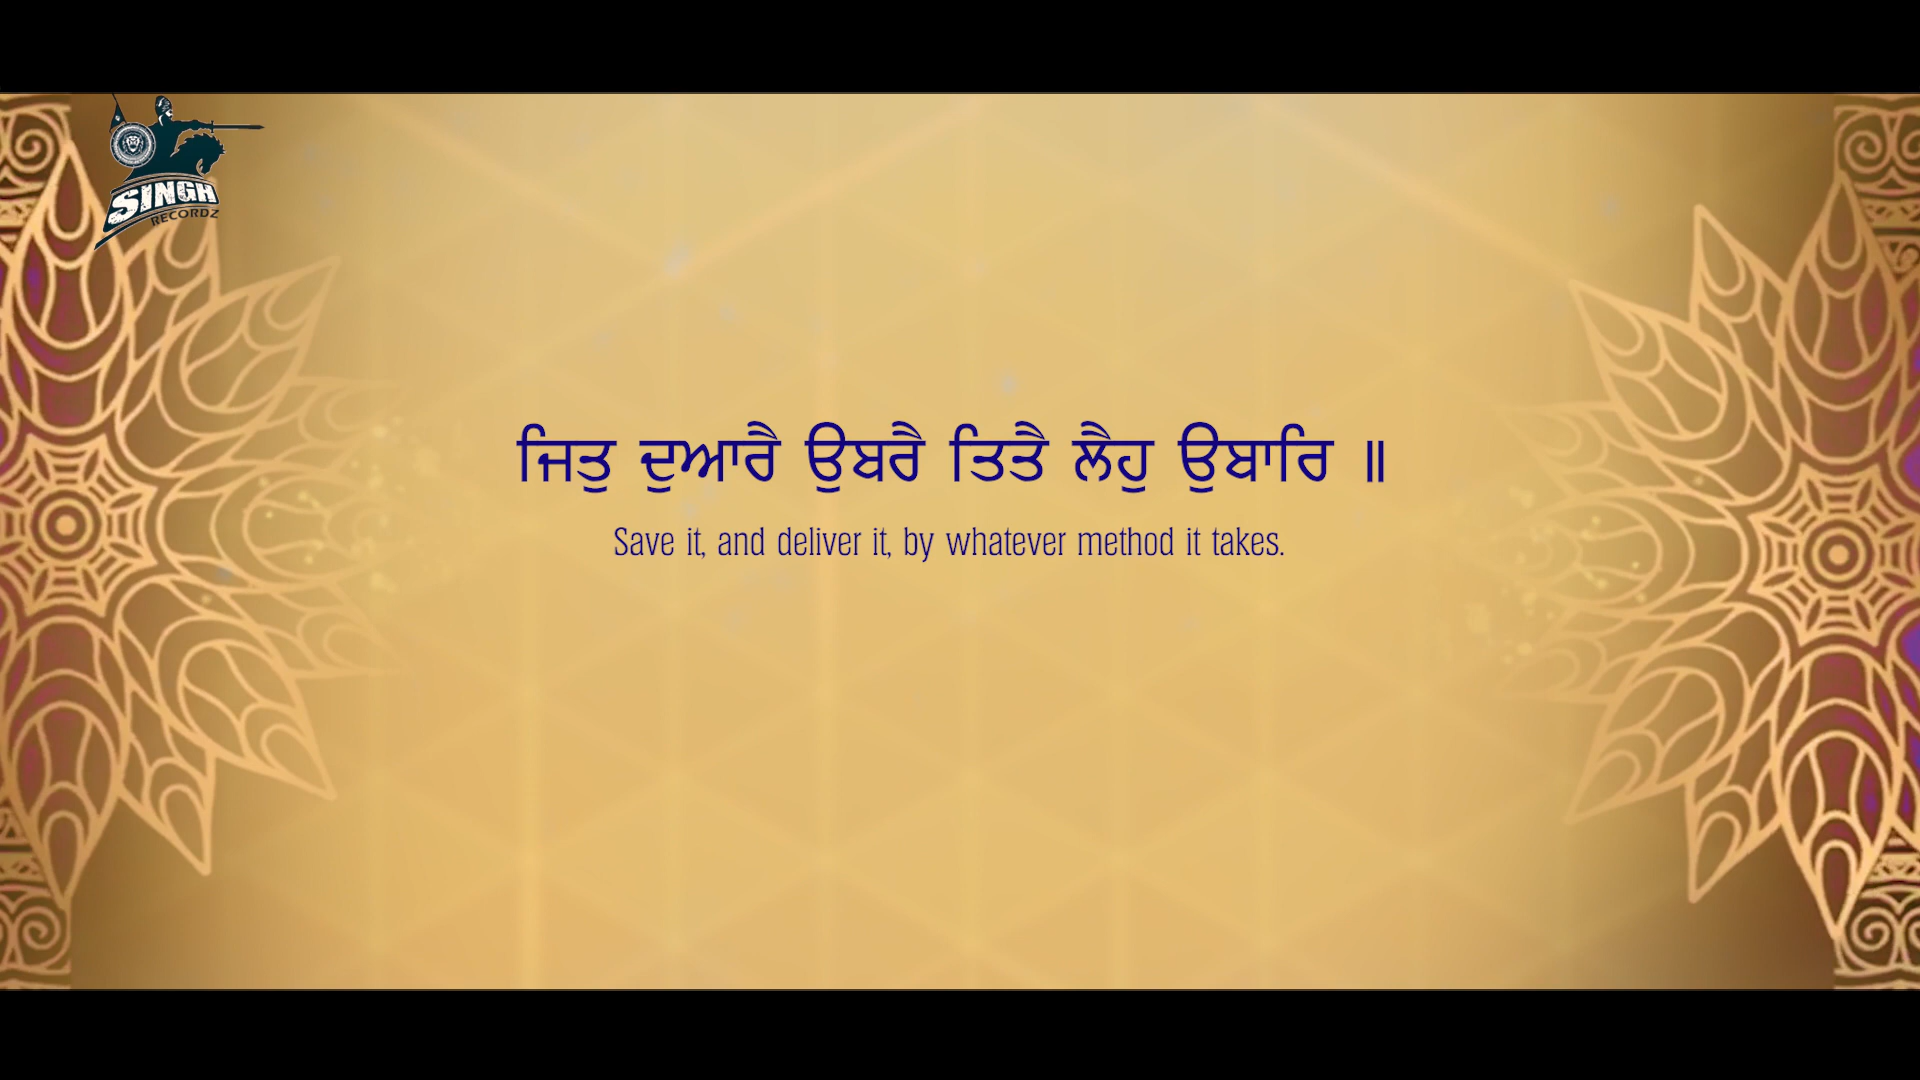 SINGH
RECORDZ
ਜਿਤੁ ਦੁਆਰੈ ਉਬਰੈ ਤਿਤੈ ਲੈਹੁ ਉਬਾਰਿ ॥
Save it, and deliver it, by whatever method it takes.